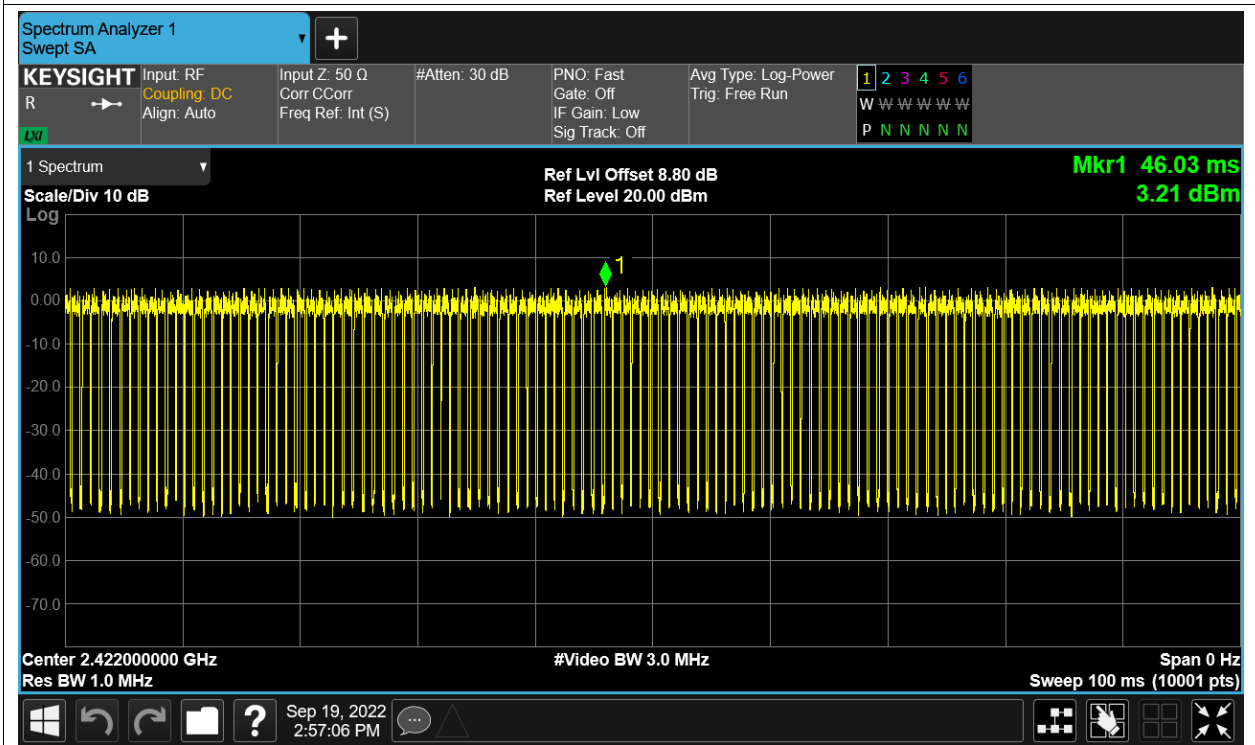 Spectrum Analyzer 1
Swept SA
+
KEYSIGHT
R
LXI
Input: RF
Coupling: DC
Align: Auto
Input Z: 50 Ω
Corr CCorr
Freq Ref: Int (S)
#Atten: 30 dB
PNO: Fast
Gate: Off
IF Gain: Low
Sig Track: Off
Avg Type: Log-Power
Trig: Free Run
1 2 3 4 5 6
W W W W W W
P N N N N N
1 Spectrum
Scale/Div 10 dB
Ref Lvl Offset 8.80 dB
Ref Level 20.00 dBm
Mkr1 46.03 ms
3.21 dBm
Log
10.0
0.00
-10.0
-20.0
-30.0
-40.0
-50.0
-60.0
-70.0
1
Center 2.422000000 GHz
Res BW 1.0 MHz
#Video BW 3.0 MHz
Span 0 Hz
Sweep 100 ms (10001 pts)
?
Sep 19, 2022
2:57:06 PM